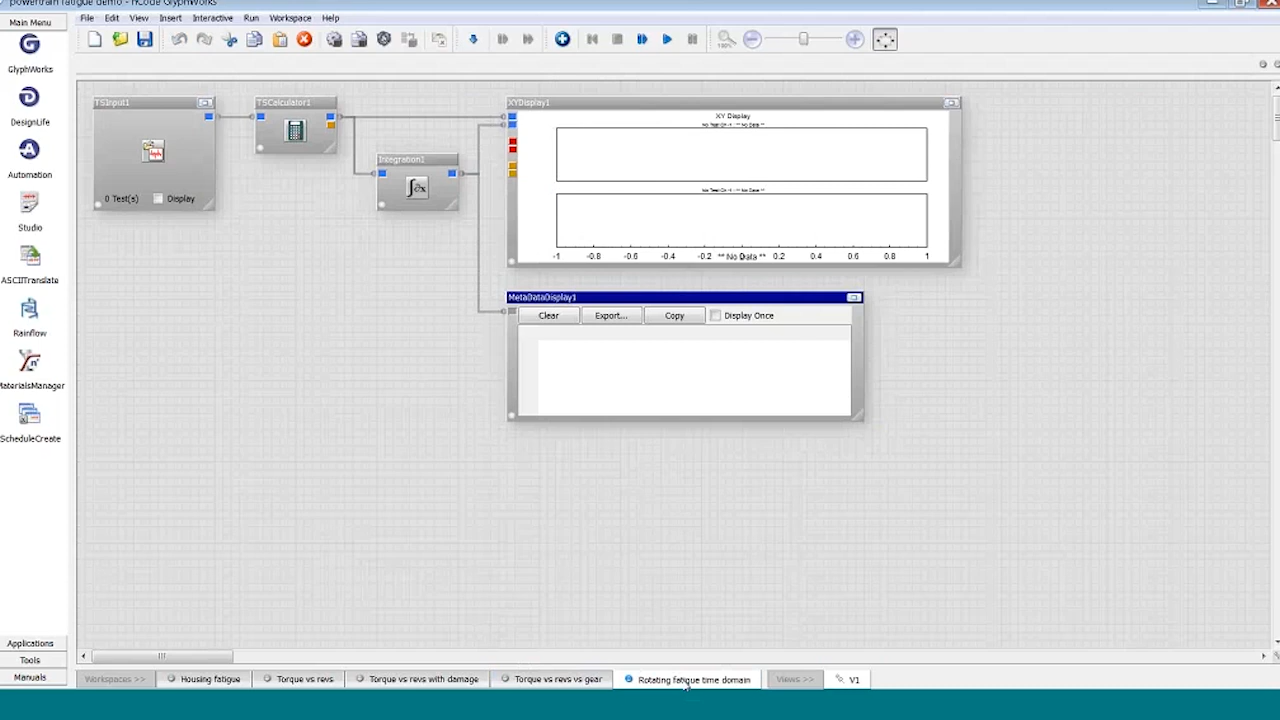 powertrain fatigue demo - nCode GlyphWorks
Main Menu
File Edit View Insert Interactive Run Workspace Help
GlyphWorks
DesignLife
Automation
Studio
ASCIITranslate
Rainflow
MaterialsManager
ScheduleCreate
Applications
Tools
Manuals
100%
TSInput1
0 Test(s) Display
TSCalculator1
Integration1
XYDisplay1
XY Display
-1 -0.8 -0.6 -0.4 -0.2 ** No Data ** 0 0.2 0.4 0.6 0.8 1
MetaDataDisplay1
Clear Export... Copy Display Once
Workspaces >> Housing fatigue Torque vs revs Torque vs revs with damage Torque vs revs vs gear Rotating fatigue time domain Views >> V1